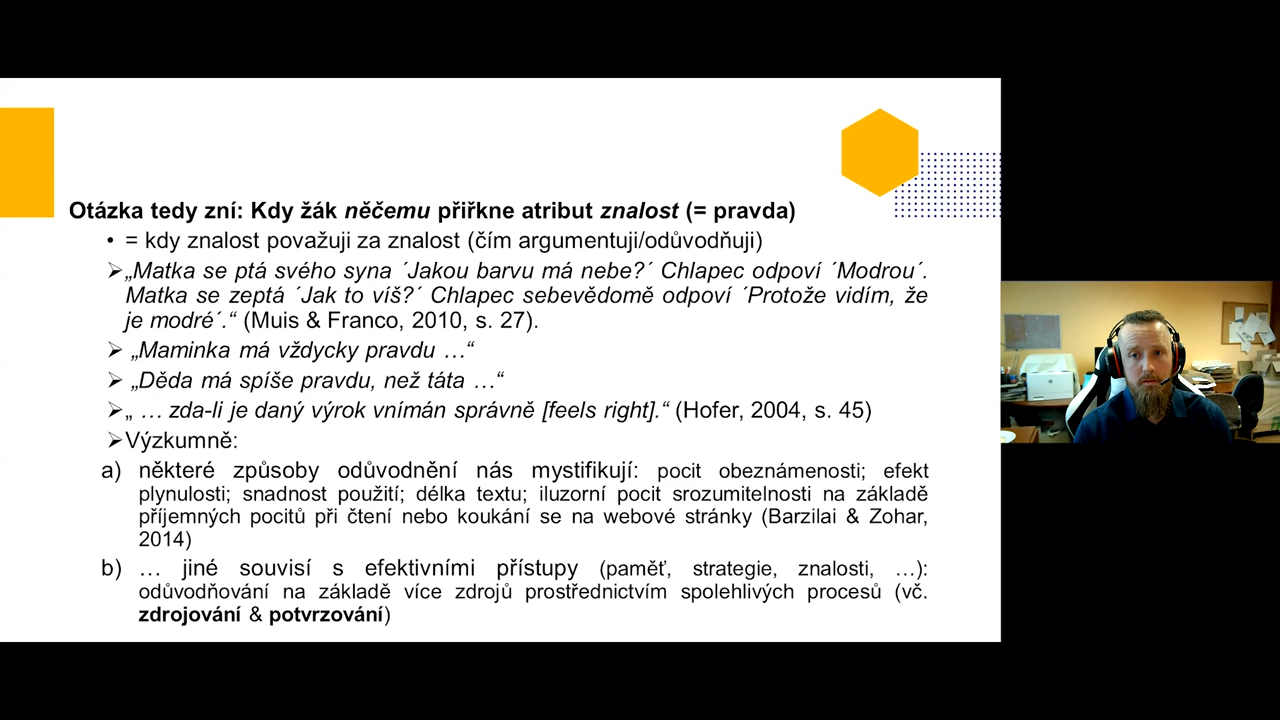 Otázka tedy zní: Kdy žák něčemu přiřkne atribut znalost (= pravda)
• = kdy znalost považuji za znalost (čím argumentuji/odůvodňuji)
➢„Matka se ptá svého syna ´Jakou barvu má nebe?´ Chlapec odpoví ´Modrou´.
Matka se zeptá ´Jak to víš?´ Chlapec sebevědomě odpoví ´Protože vidím, že
je modré´.“ (Muis & Franco, 2010, s. 27).
➢ „Maminka má vždycky pravdu …“
➢ „Děda má spíše pravdu, než táta …“
➢„ … zda-li je daný výrok vnímán správně [feels right].“ (Hofer, 2004, s. 45)
➢Výzkumně:
a) některé způsoby odůvodnění nás mystifikují: pocit obeznámenosti; efekt
plynulosti; snadnost použití; délka textu; iluzorní pocit srozumitelnosti na základě
příjemných pocitů při čtení nebo koukání se na webové stránky (Barzilai & Zohar,
2014)
b) … jiné souvisí s efektivními přístupy (paměť, strategie, znalosti, …):
odůvodňování na základě více zdrojů prostřednictvím spolehlivých procesů (vč.
zdrojování & potvrzování)